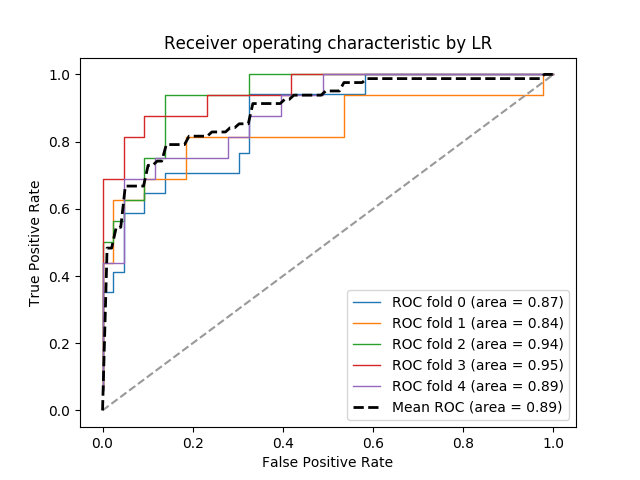 Receiver operating characteristic by LR
True Positive Rate
1.0
0.8
0.6
0.4
0.2
0.0
ROC fold 0 (area = 0.87)
ROC fold 1 (area = 0.84)
ROC fold 2 (area = 0.94)
ROC fold 3 (area = 0.95)
ROC fold 4 (area = 0.89)
Mean ROC (area = 0.89)
0.0 0.2 0.4 0.6 0.8 1.0
False Positive Rate